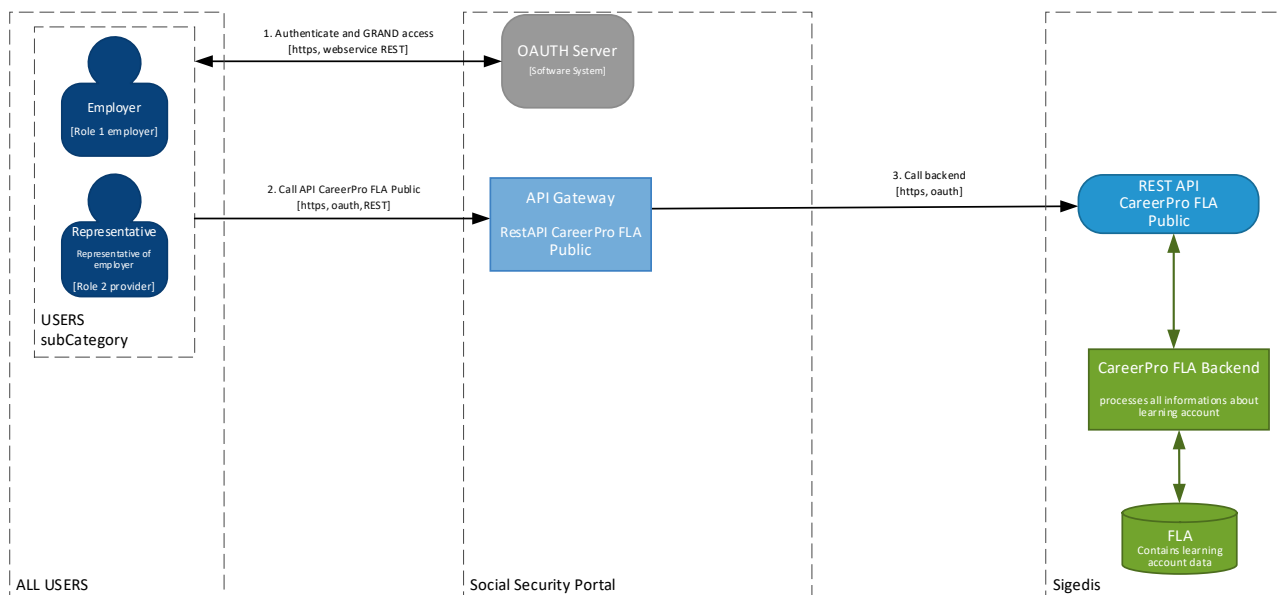 1. Authenticate and GRAND access
[https, webservice REST]
OAUTH Server
[Software System]
Employer
[Role 1 employer]
2. Call API CareerPro FLA Public
[https, oauth, REST]
API Gateway
RestAPI CareerPro FLA
Public
3. Call backend
[https, oauth]
REST API
CareerPro FLA
Public
Representative
Representative of
employer
[Role 2 provider]
USERS
subCategory
CareerPro FLA Backend
processes all informations about
learning account
FLA
Contains learning
account data
ALL USERS
Social Security Portal
Sigedis